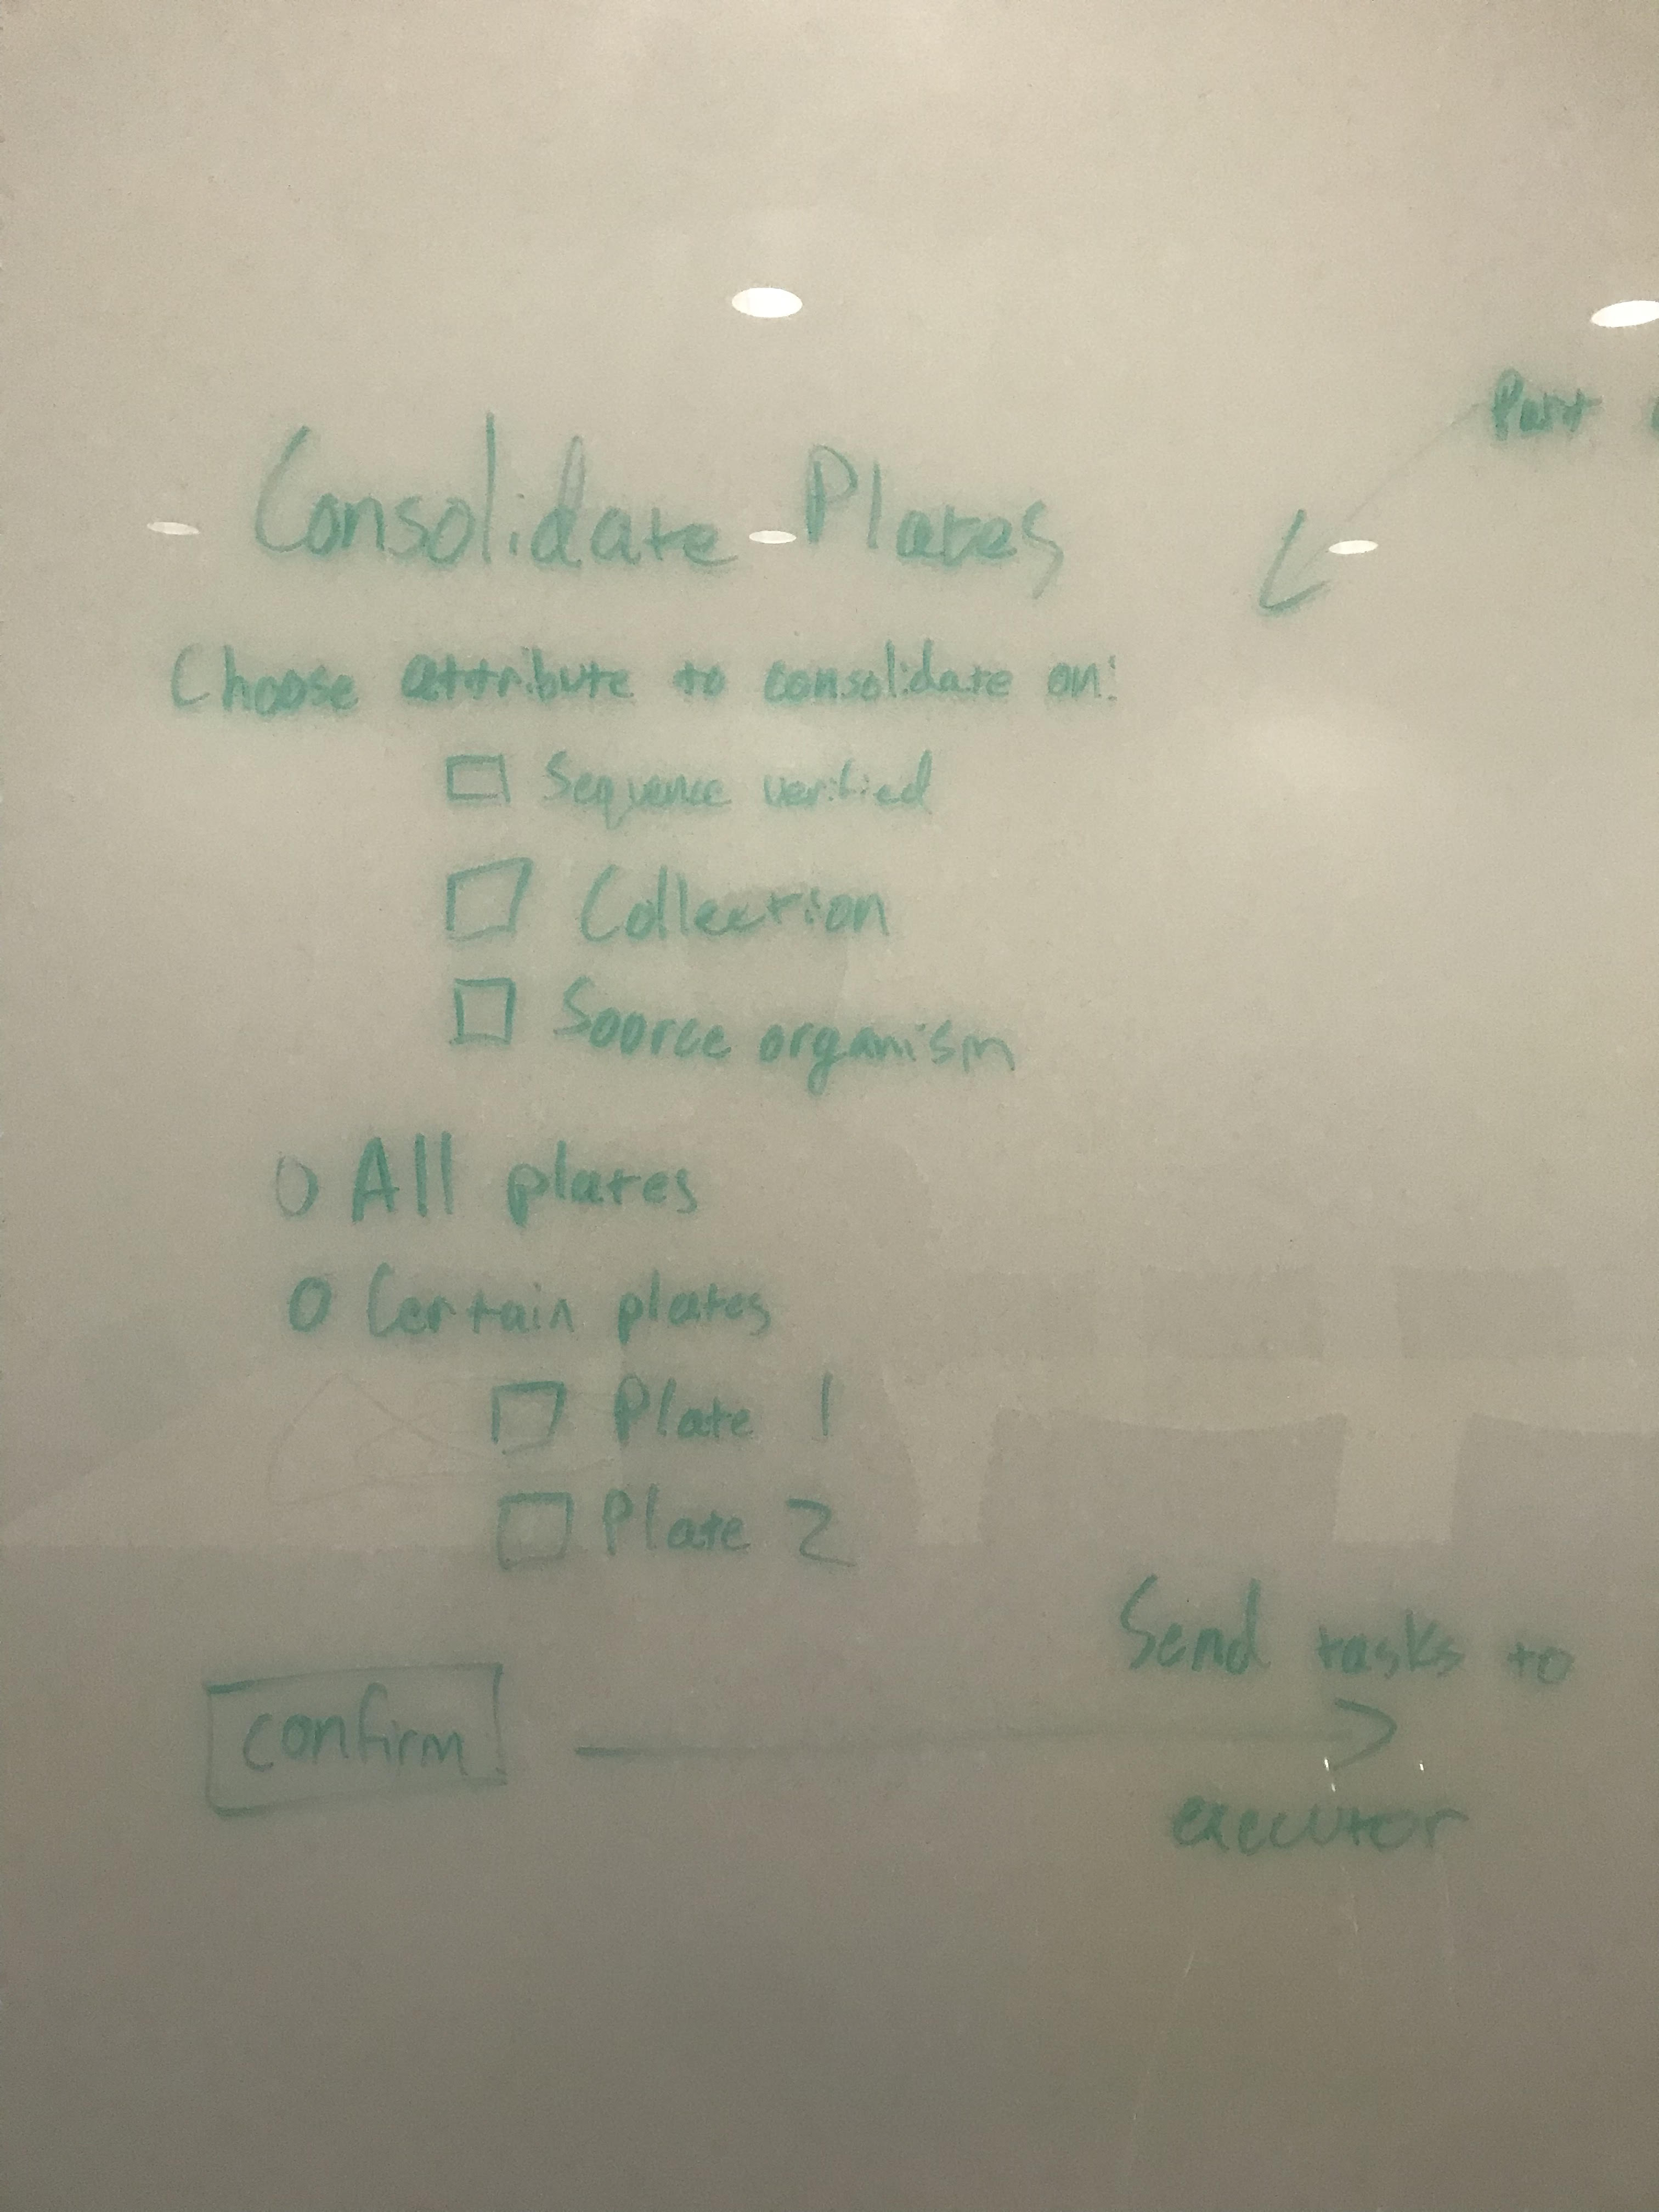 Part
Consolidate Plates
Choose attribute to consolidate on:
Sequence verified
Collection
Source organism
All plates
Certain plates
Plate 1
Plate 2
Send tasks to
confirm
executor